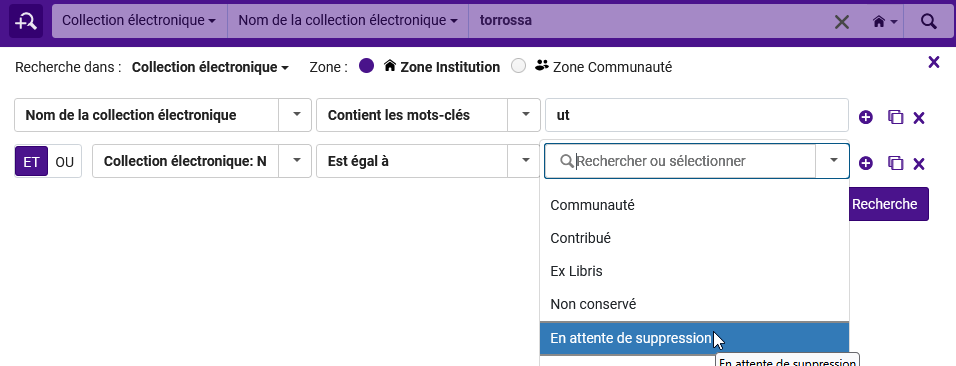 Collection électronique Nom de la collection électronique torrossa
Recherche dans : Collection électronique Zone : Zone Institution Zone Communauté
Nom de la collection électronique Contient les mots-clés ut
ET OU Collection électronique: N Est égal à Rechercher ou sélectionner
Recherche
Communauté
Contribué
Ex Libris
Non conservé
En attente de suppression
En attente de suppression